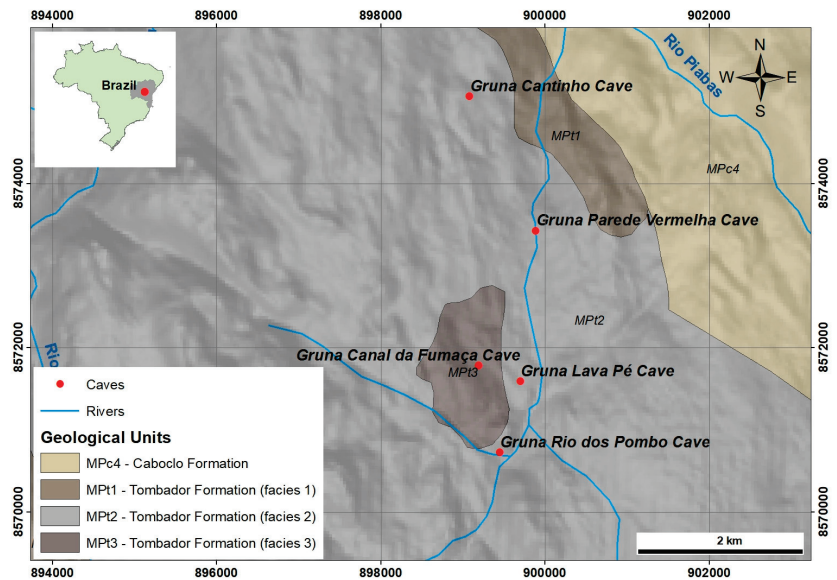 894000 896000 898000 900000 902000
Brazil
Rio Piabas
N
W E
S
Gruna Cantinho Cave
MPt1
MPc4
8574000 8574000
Gruna Parede Vermelha Cave
MPt2
8572000 8572000
Rio
Gruna Canal da Fumaça Cave
MPt3
Gruna Lava Pé Cave
Caves
Rivers
Geological Units
MPc4 - Caboclo Formation
MPt1 - Tombador Formation (facies 1)
MPt2 - Tombador Formation (facies 2)
MPt3 - Tombador Formation (facies 3)
Gruna Rio dos Pombo Cave
8570000 8570000
2 km
894000 896000 898000 900000 902000